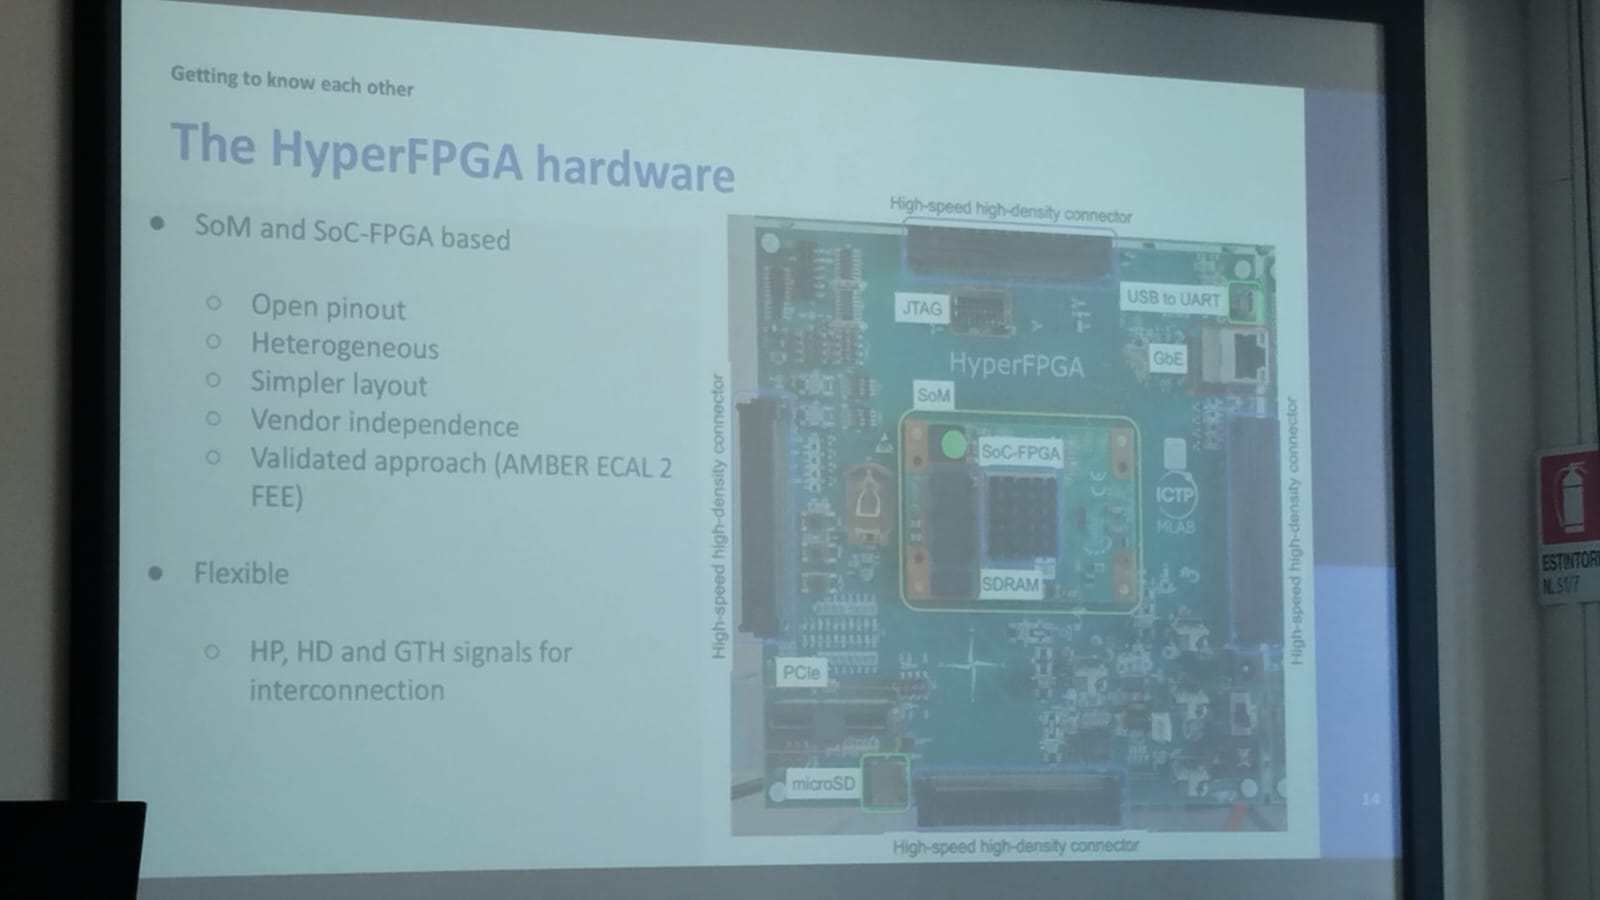 Getting to know each other
The HyperFPGA hardware
SoM and SoC-FPGA based
Open pinout
Heterogeneous
Simpler layout
Vendor independence
Validated approach (AMBER ECAL 2
FEE)
Flexible
HP, HD and GTH signals for
interconnection
High-speed high-density connector
JTAG
USB to UART
GbE
HyperFPGA
SoM
SoC-FPGA
SDRAM
ICTP
MLAB
High-speed high-density connector
High-speed high-density connector
PCIe
microSD
High-speed high-density connector
14
ESTINTORE
N.51/7